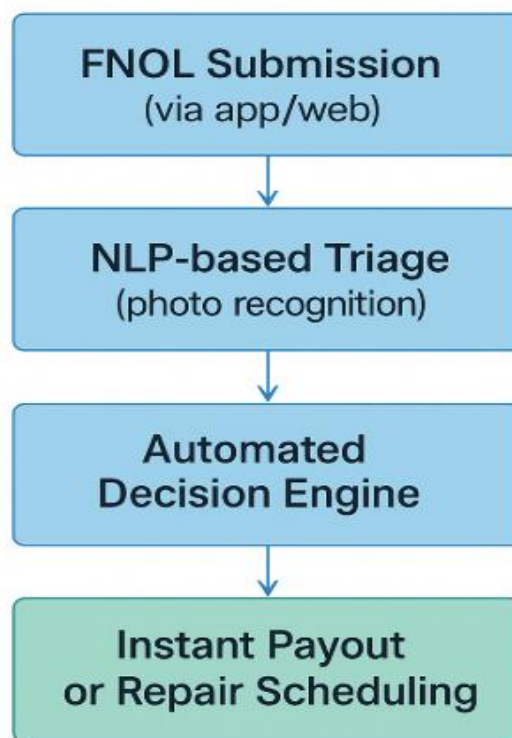 FNOL Submission
(via app/web)
NLP-based Triage
(photo recognition)
Automated
Decision Engine
Instant Payout
or Repair Scheduling